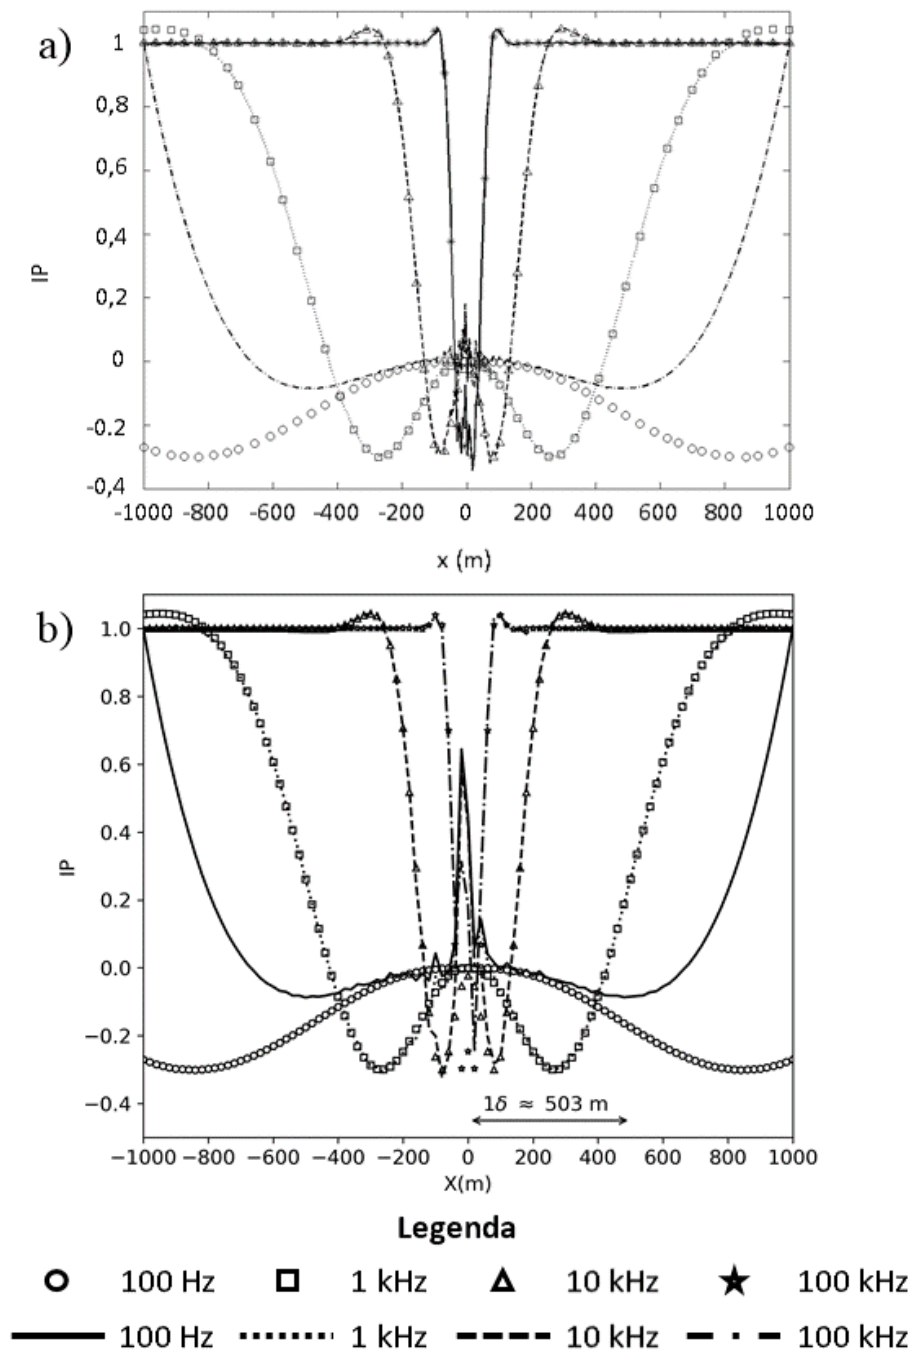 a)
1
0,8
0,6
0,4
0,2
0
-0,2
-0,4
IP
-1000 -800 -600 -400 -200 0 200 400 600 800 1000
x (m)
b)
1.0
0.8
0.6
0.4
0.2
0.0
−0.2
−0.4
IP
1δ ≈ 503 m
−1000 −800 −600 −400 −200 0 200 400 600 800 1000
X(m)
Legenda
100 Hz 1 kHz 10 kHz 100 kHz
100 Hz 1 kHz 10 kHz 100 kHz